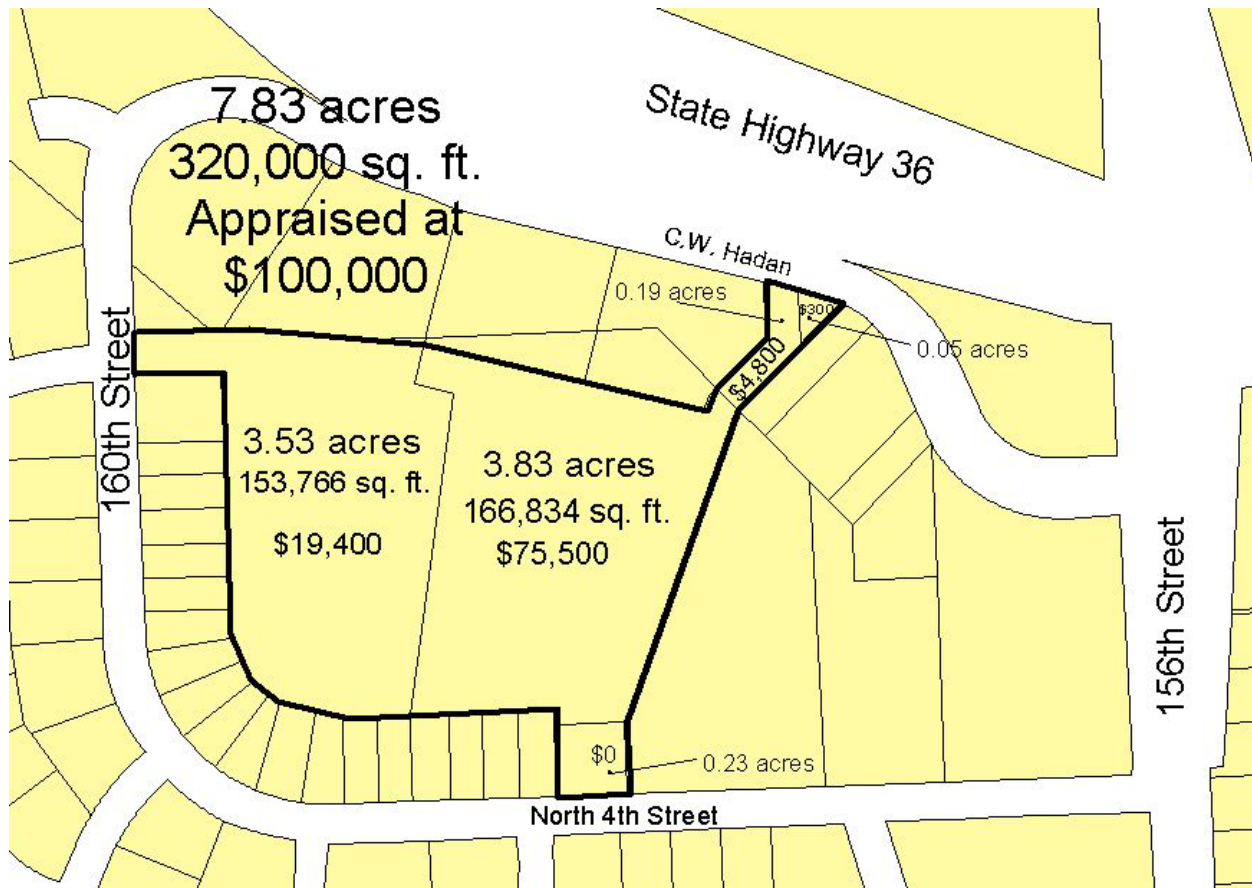 7.83 acres
320,000 sq. ft.
Appraised at
$100,000
State Highway 36
C.W. Hadan
0.19 acres
$300
0.05 acres
$4,800
160th Street
3.53 acres
153,766 sq. ft.
$19,400
3.83 acres
166,834 sq. ft.
$75,500
156th Street
$0
0.23 acres
North 4th Street